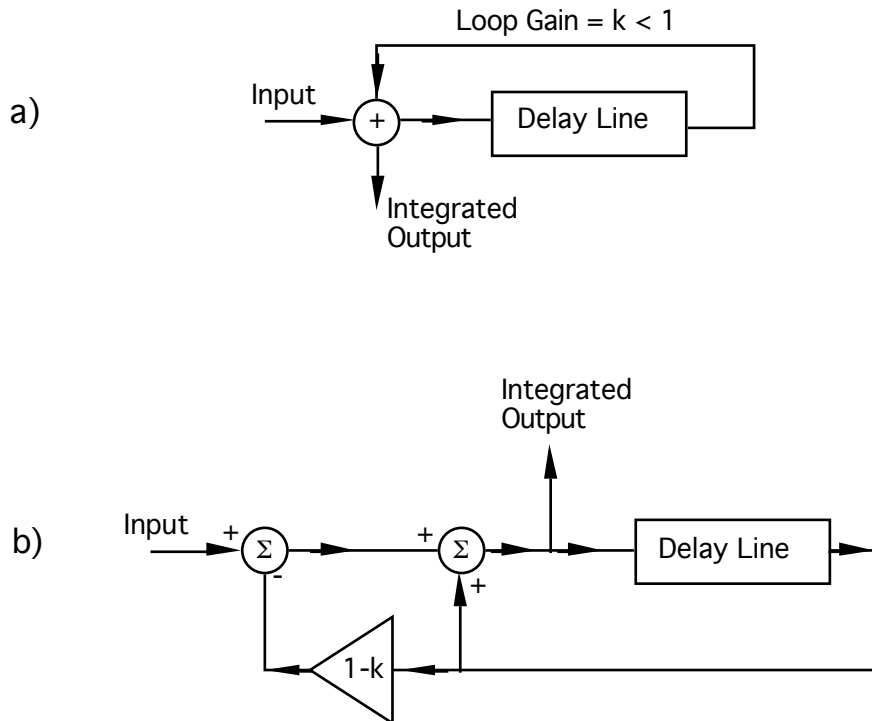 Loop Gain = k < 1
a)
Input
+
Delay Line
Integrated
Output
Integrated
Output
b)
Input
+
Σ
-
+
Σ
+
Delay Line
1-k